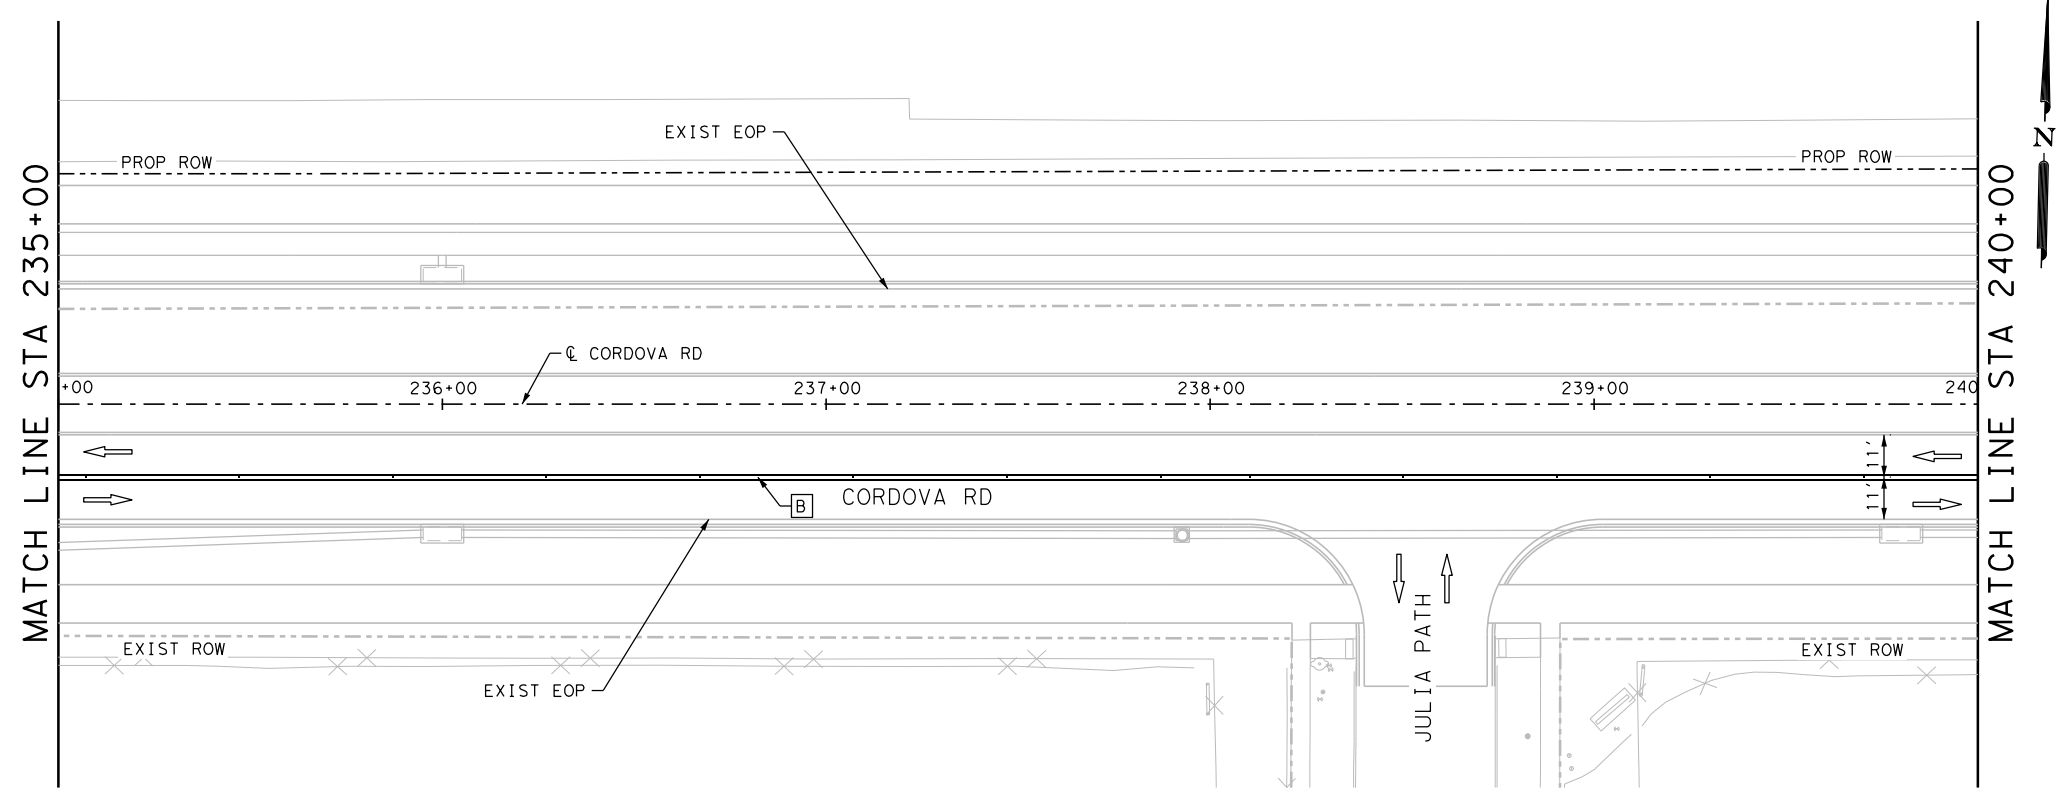 EXIST EOP
PROP ROW
PROP ROW
N
MATCH LINE STA 235+00
MATCH LINE STA 240+00
℄ CORDOVA RD
+00
236+00
237+00
238+00
239+00
240
11'
11'
B
CORDOVA RD
EXIST ROW
EXIST ROW
EXIST EOP
JULIA PATH